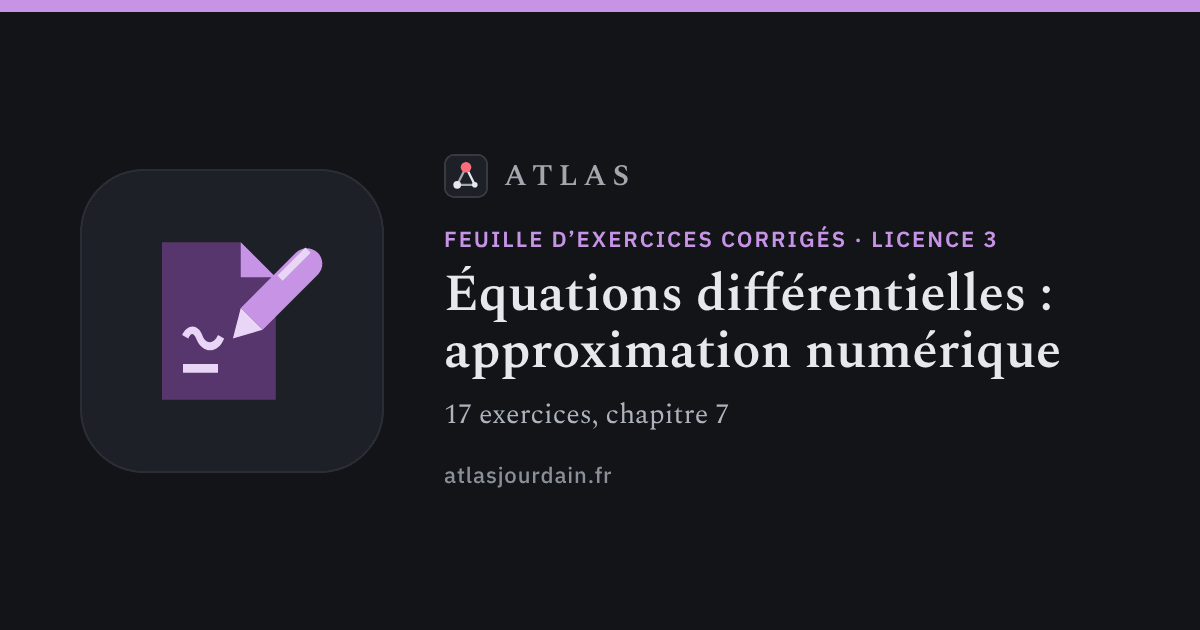 ATLAS
FEUILLE D’EXERCICES CORRIGÉS · LICENCE 3
Équations différentielles :
approximation numérique
17 exercices, chapitre 7
atlasjourdain.fr